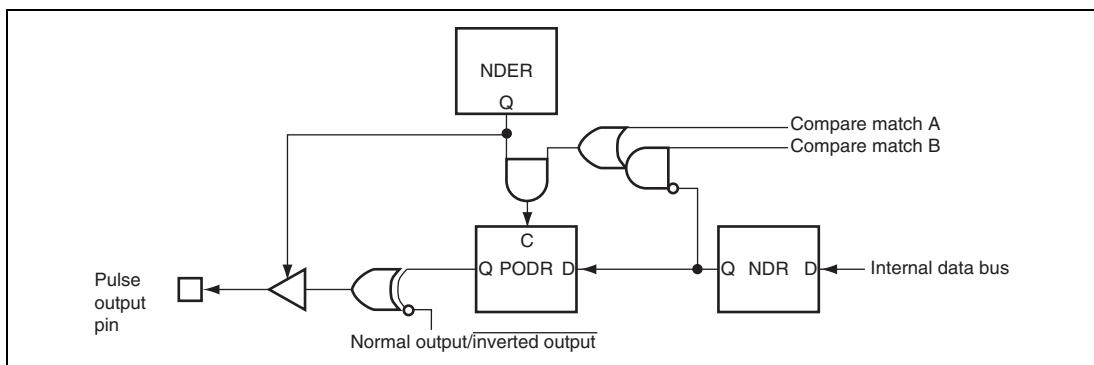 NDER
Q
Compare match A
Compare match B
C
Q PODR D
Q NDR D
Internal data bus
Pulse
output
pin
Normal output/inverted output